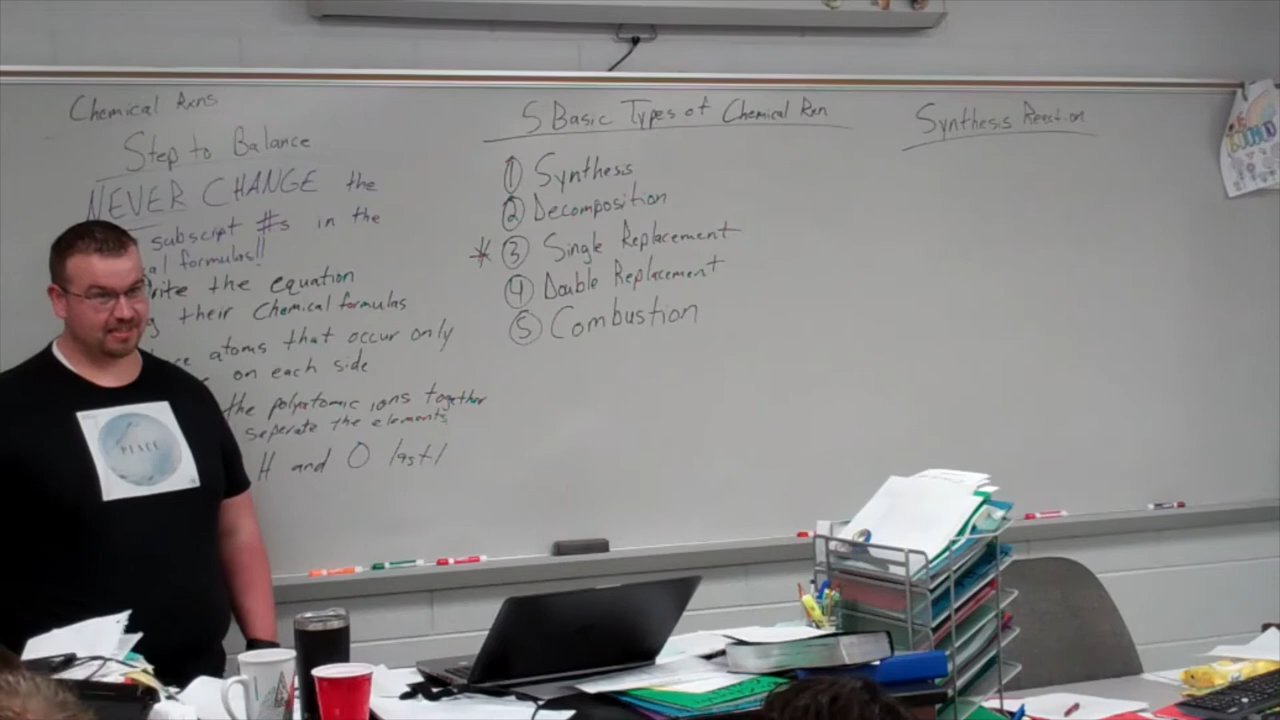 Chemical Rxns
Step to Balance
NEVER CHANGE the
subscript #s in the
formulas!!
the equation
their Chemical formulas
atoms that occur only
on each side
the polyatomic ions together
seperate the elements
H and O last!
5 Basic Types of Chemical Rxn
① Synthesis
② Decomposition
* ③ Single Replacement
④ Double Replacement
⑤ Combustion
Synthesis Reaction
PEACE